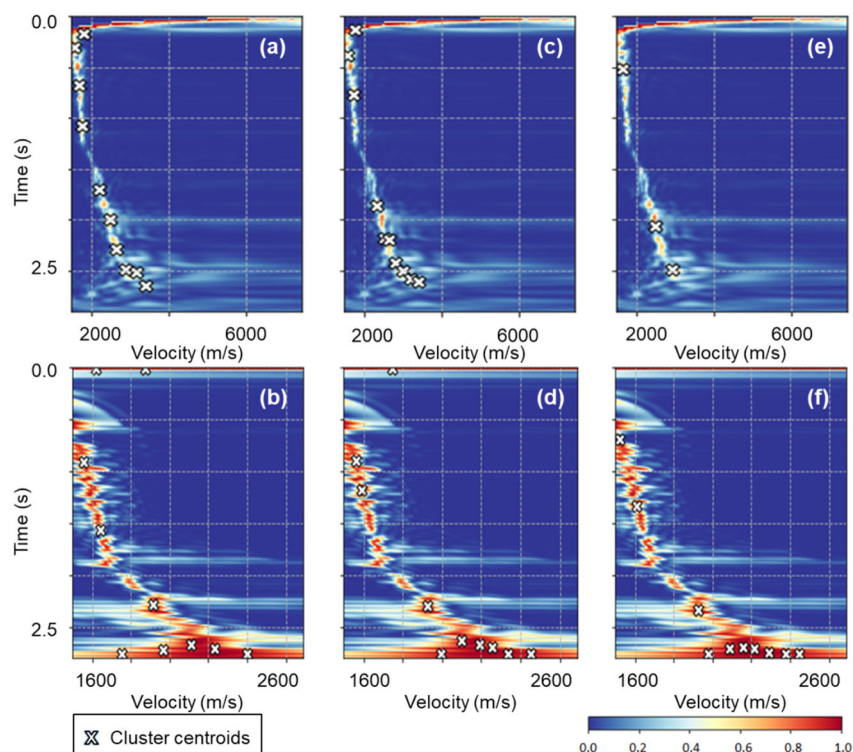 0.0 (a) (c) (e)
Time (s)
2.5
2000 6000 2000 6000 2000 6000
Velocity (m/s) Velocity (m/s) Velocity (m/s)
0.0 (b) (d) (f)
Time (s)
2.5
1600 2600 1600 2600 1600 2600
Velocity (m/s) Velocity (m/s) Velocity (m/s)
Cluster centroids
0.0 0.2 0.4 0.6 0.8 1.0